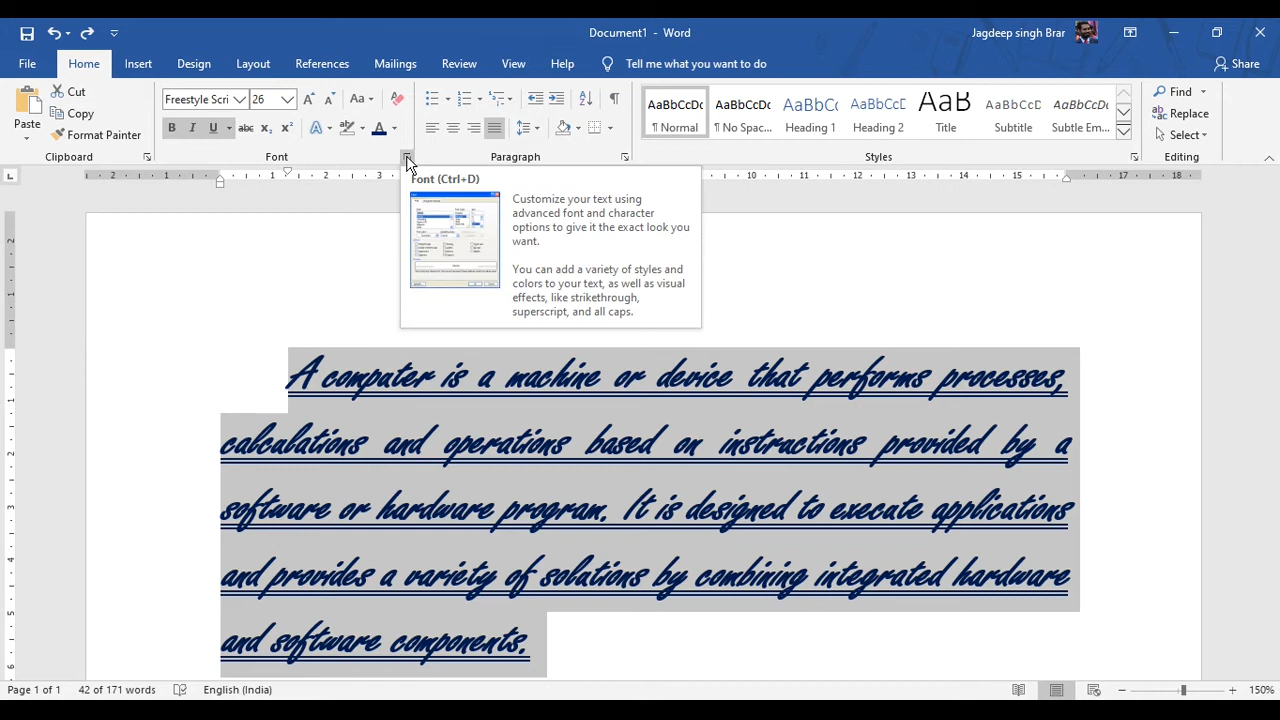 Document1 - Word
Jagdeep singh Brar
File Home Insert Design Layout References Mailings Review View Help Tell me what you want to do Share
Paste
Cut
Copy
Format Painter
Clipboard
Freestyle Scri 26
Font
Paragraph
AaBbCcDc AaBbCcDc AaBbCc AaBbCcD AaB AaBbCcD AaBbCcDc
¶ Normal ¶ No Spac... Heading 1 Heading 2 Title Subtitle Subtle Em...
Styles
Find
Replace
Select
Editing
Font (Ctrl+D)
Customize your text using
advanced font and character
options to give it the exact look you
want.
You can add a variety of styles and
colors to your text, as well as visual
effects, like strikethrough,
superscript, and all caps.
A computer is a machine or device that performs processes,
calculations and operations based on instructions provided by a
software or hardware program. It is designed to execute applications
and provides a variety of solutions by combining integrated hardware
and software components.
Page 1 of 1 42 of 171 words English (India) 150%